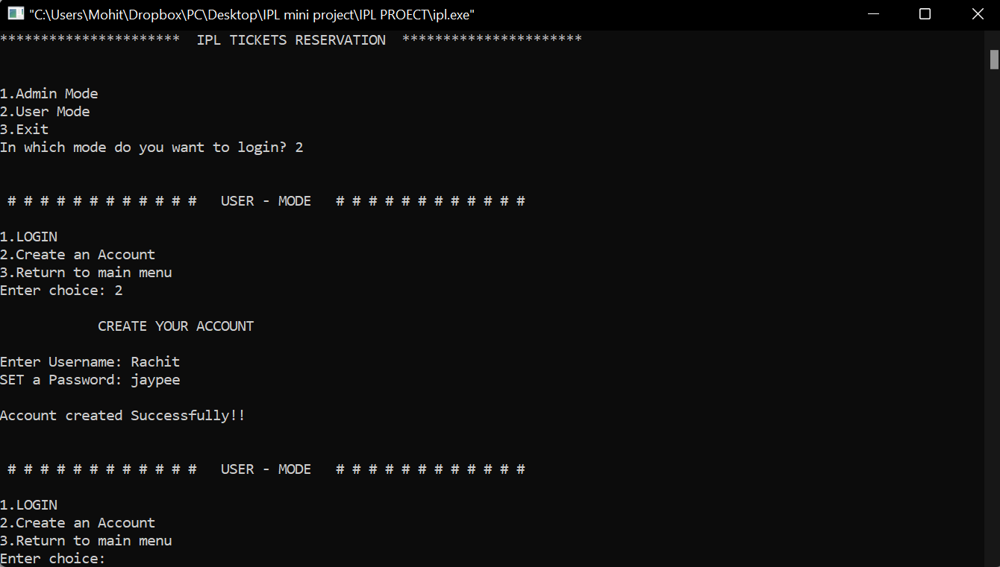 "C:\Users\Mohit\Dropbox\PC\Desktop\IPL mini project\IPL PROECT\ipl.exe"
**********************  IPL TICKETS RESERVATION  **********************
1.Admin Mode
2.User Mode
3.Exit
In which mode do you want to login? 2
# # # # # # # # # # # #   USER - MODE   # # # # # # # # # # # #
1.LOGIN
2.Create an Account
3.Return to main menu
Enter choice: 2
CREATE YOUR ACCOUNT
Enter Username: Rachit
SET a Password: jaypee
Account created Successfully!!
# # # # # # # # # # # #   USER - MODE   # # # # # # # # # # # #
1.LOGIN
2.Create an Account
3.Return to main menu
Enter choice: